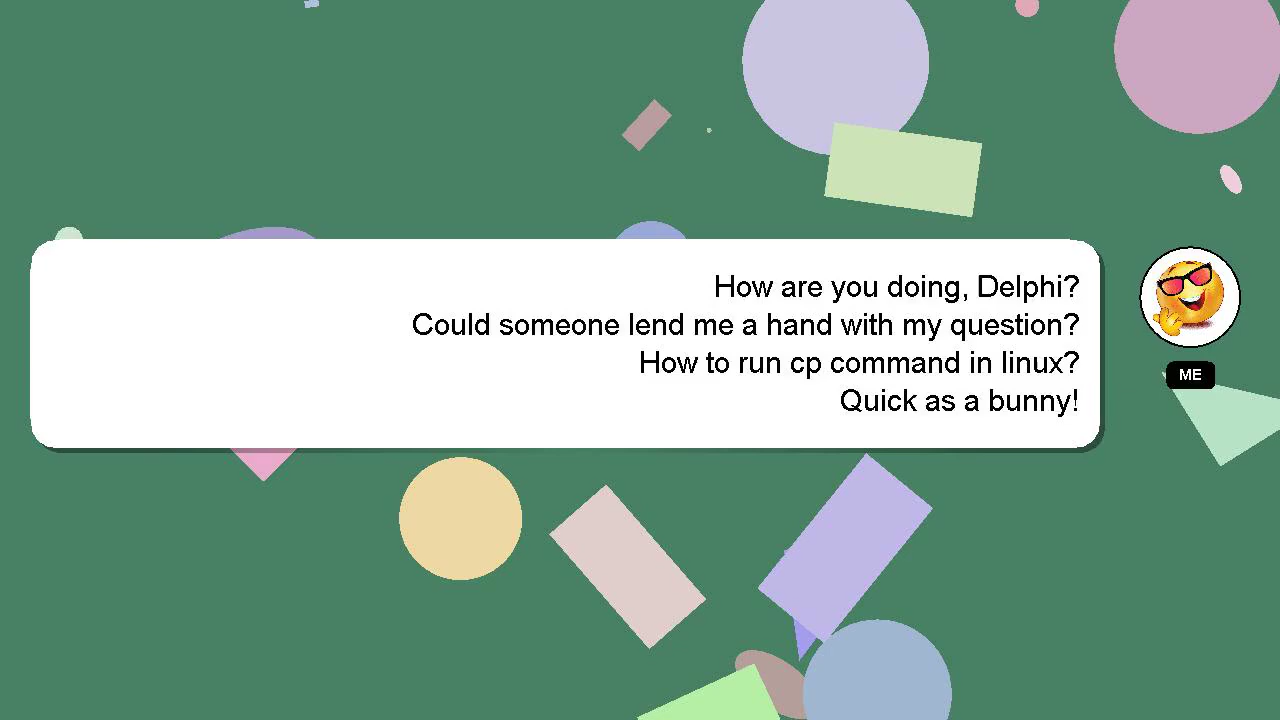 How are you doing, Delphi?
Could someone lend me a hand with my question?
How to run cp command in linux?
Quick as a bunny!
ME